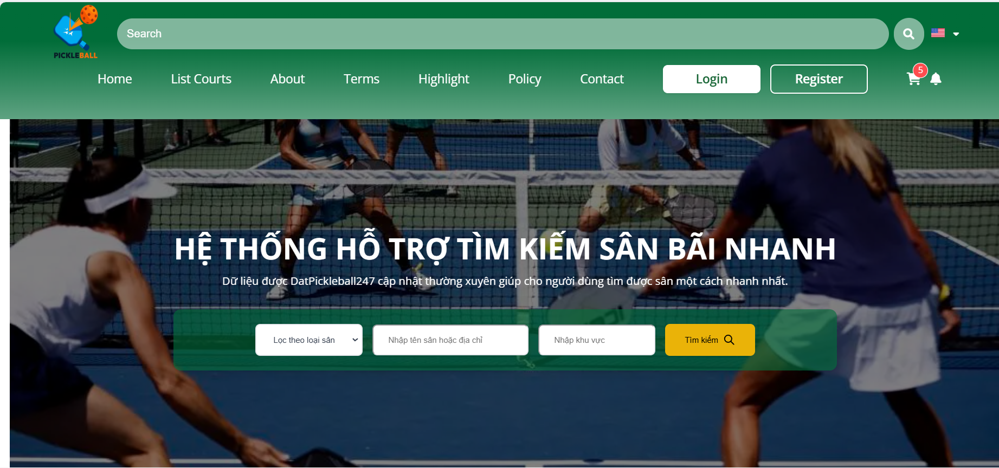 Search
PICKLEBALL
Home
List Courts
About
Terms
Highlight
Policy
Contact
Login
Register
5
HỆ THỐNG HỖ TRỢ TÌM KIẾM SÂN BÃI NHANH
Dữ liệu được DatPickleball247 cập nhật thường xuyên giúp cho người dùng tìm được sân một cách nhanh nhất.
Lọc theo loại sân
Nhập tên sân hoặc địa chỉ
Nhập khu vực
Tìm kiếm